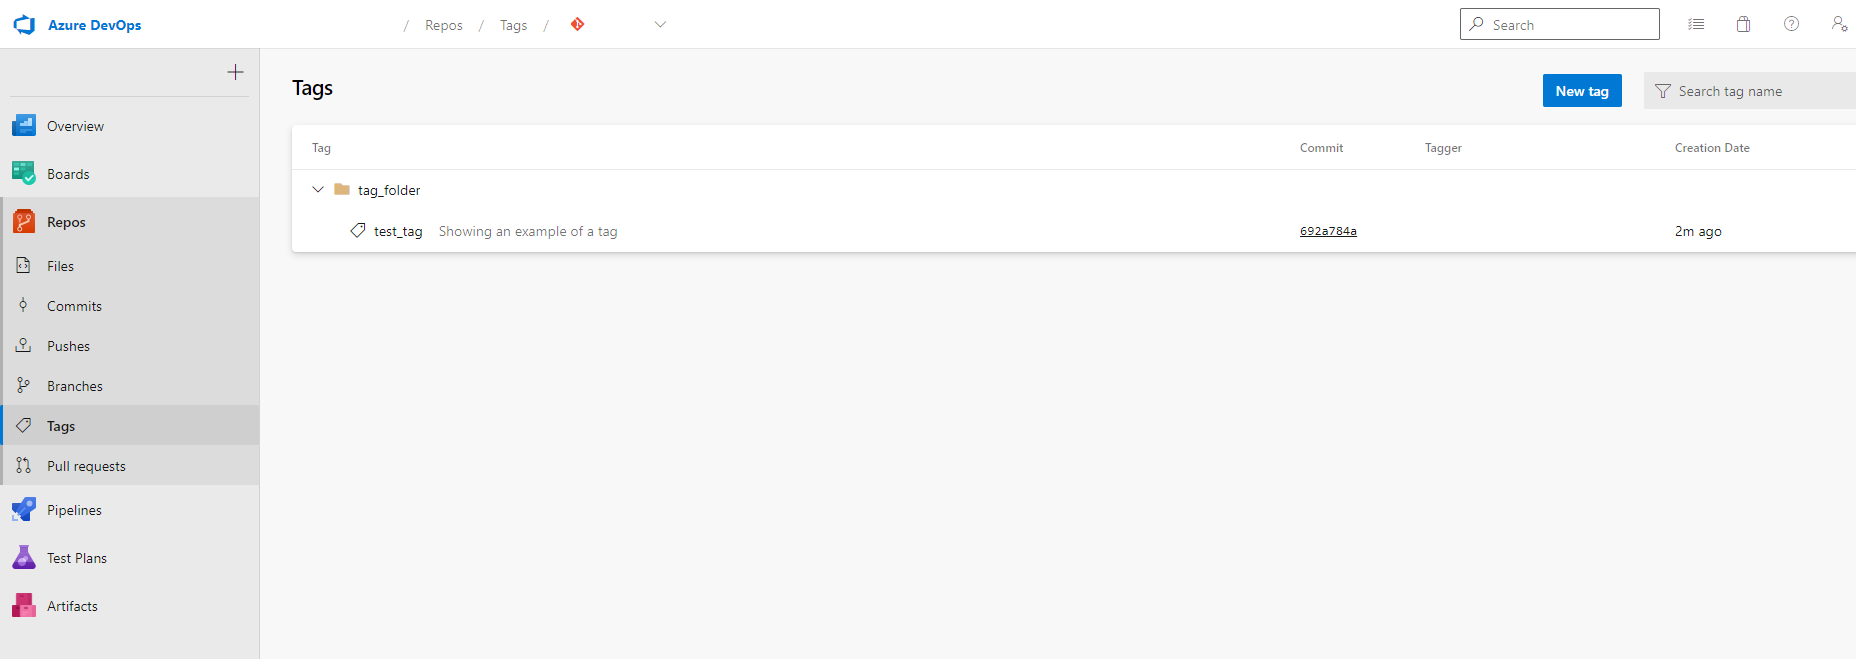 Azure DevOps
/ Repos / Tags /
Search
Overview
Boards
Repos
Files
Commits
Pushes
Branches
Tags
Pull requests
Pipelines
Test Plans
Artifacts
Tags
New tag
Search tag name
Tag Commit Tagger Creation Date
tag_folder
test_tag Showing an example of a tag 692a784a 2m ago